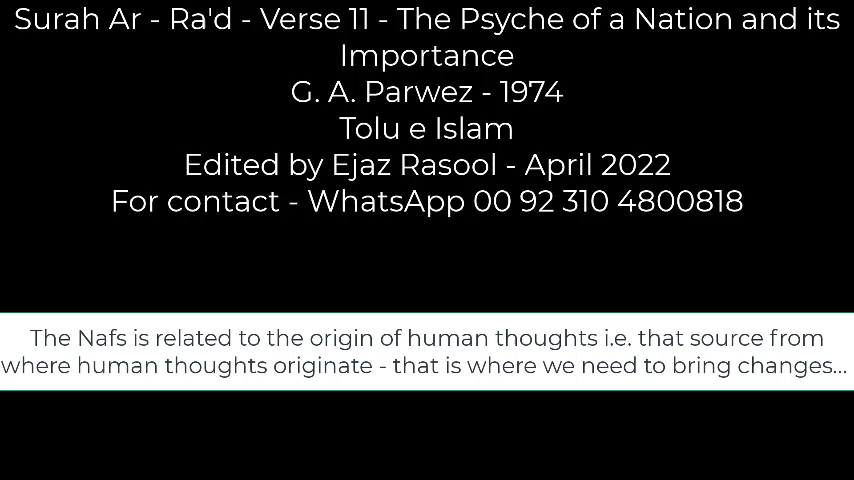 Surah Ar - Ra'd - Verse 11 - The Psyche of a Nation and its
Importance
G. A. Parwez - 1974
Tolu e Islam
Edited by Ejaz Rasool - April 2022
For contact - WhatsApp 00 92 310 4800818
The Nafs is related to the origin of human thoughts i.e. that source from
where human thoughts originate - that is where we need to bring changes...